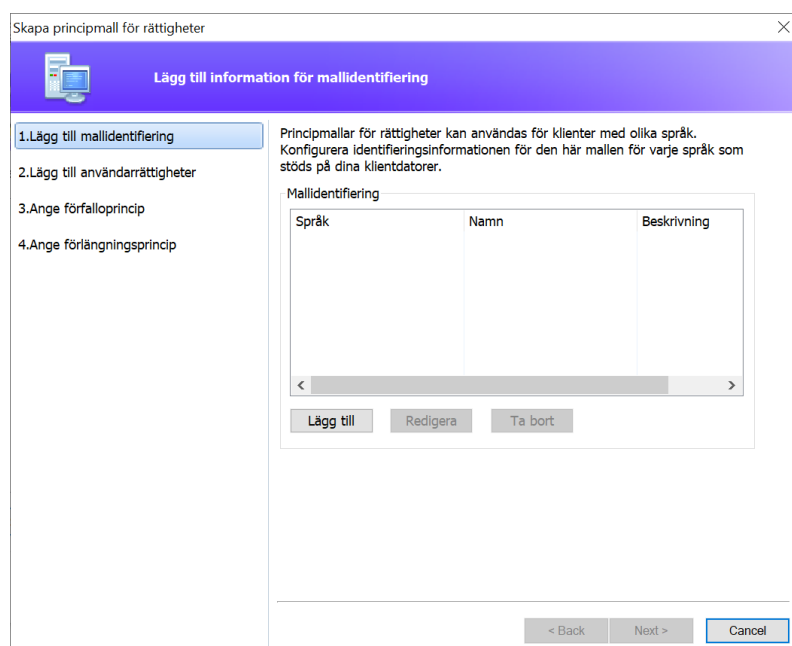 Skapa principmall för rättigheter
Lägg till information för mallidentifiering
1.Lägg till mallidentifiering
2.Lägg till användarrättigheter
3.Ange förfalloprincip
4.Ange förlängningsprincip
Principmallar för rättigheter kan användas för klienter med olika språk.
Konfigurera identifieringsinformationen för den här mallen för varje språk som
stöds på dina klientdatorer.
Mallidentifiering
Språk Namn Beskrivning
Lägg till Redigera Ta bort
< Back Next > Cancel